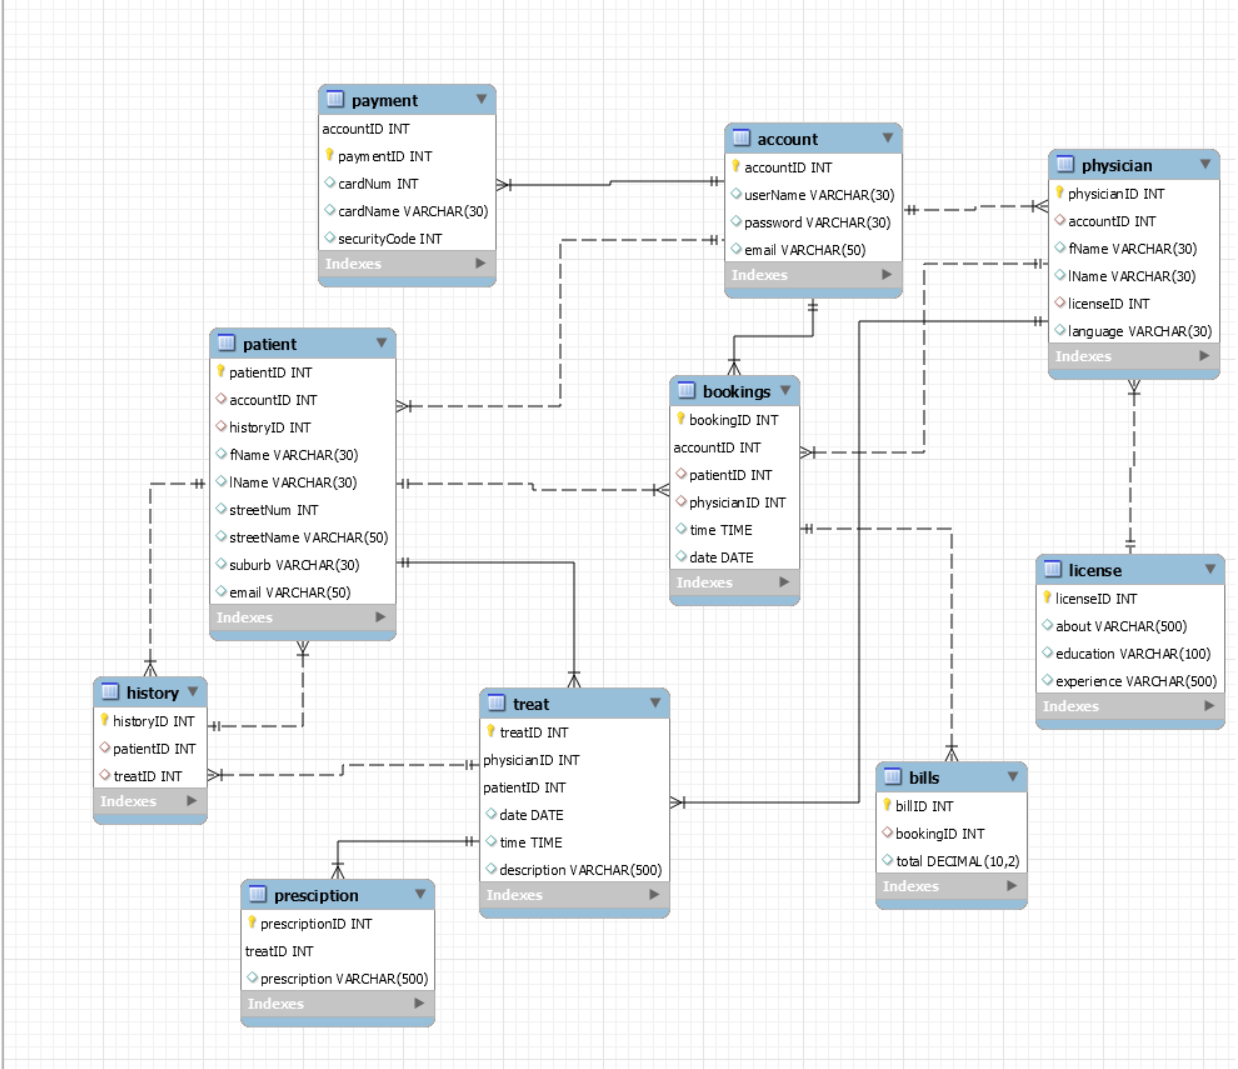 payment
accountID INT
paymentID INT
cardNum INT
cardName VARCHAR(30)
securityCode INT
Indexes
account
accountID INT
userName VARCHAR(30)
password VARCHAR(30)
email VARCHAR(50)
Indexes
physician
physicianID INT
accountID INT
fName VARCHAR(30)
lName VARCHAR(30)
licenseID INT
language VARCHAR(30)
Indexes
patient
patientID INT
accountID INT
historyID INT
fName VARCHAR(30)
lName VARCHAR(30)
streetNum INT
streetName VARCHAR(50)
suburb VARCHAR(30)
email VARCHAR(50)
Indexes
bookings
bookingID INT
accountID INT
patientID INT
physicianID INT
time TIME
date DATE
Indexes
license
licenseID INT
about VARCHAR(500)
education VARCHAR(100)
experience VARCHAR(500)
Indexes
history
historyID INT
patientID INT
treatID INT
Indexes
treat
treatID INT
physicianID INT
patientID INT
date DATE
time TIME
description VARCHAR(500)
Indexes
bills
billID INT
bookingID INT
total DECIMAL(10,2)
Indexes
presciption
prescriptionID INT
treatID INT
prescription VARCHAR(500)
Indexes